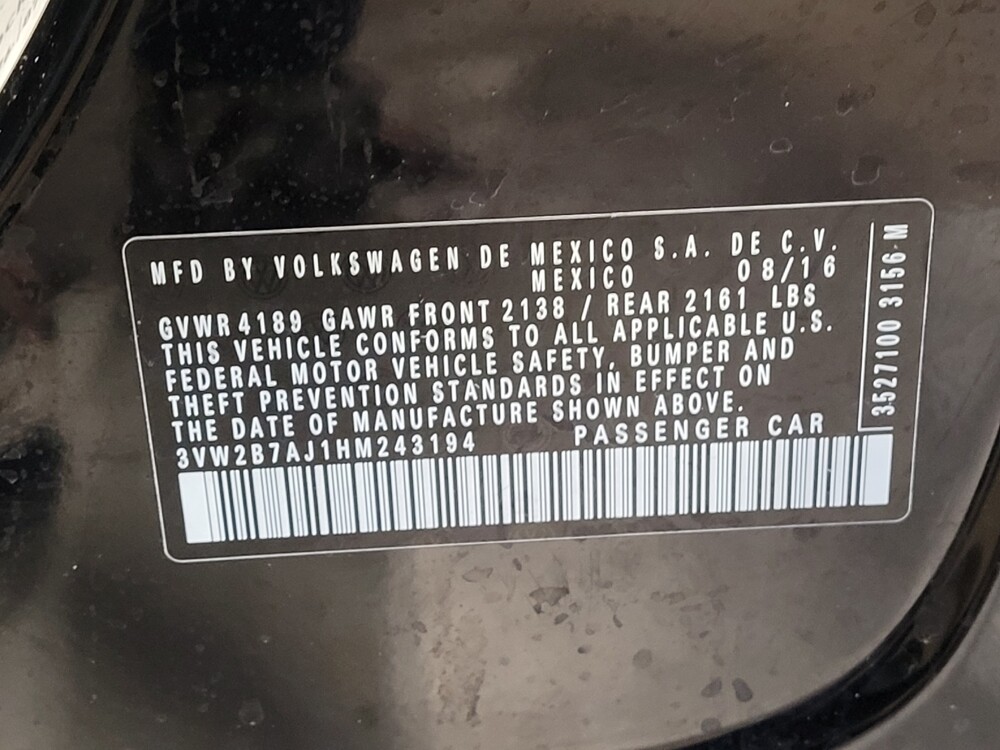 MFD BY VOLKSWAGEN DE MEXICO S.A. DE C.V.
MEXICO 08/16
GVWR 4189 GAWR FRONT 2138 / REAR 2161 LBS
THIS VEHICLE CONFORMS TO ALL APPLICABLE U.S.
FEDERAL MOTOR VEHICLE SAFETY, BUMPER AND
THEFT PREVENTION STANDARDS IN EFFECT ON
THE DATE OF MANUFACTURE SHOWN ABOVE.
3VW2B7AJ1HM243194 PASSENGER CAR
3527100 3156-M